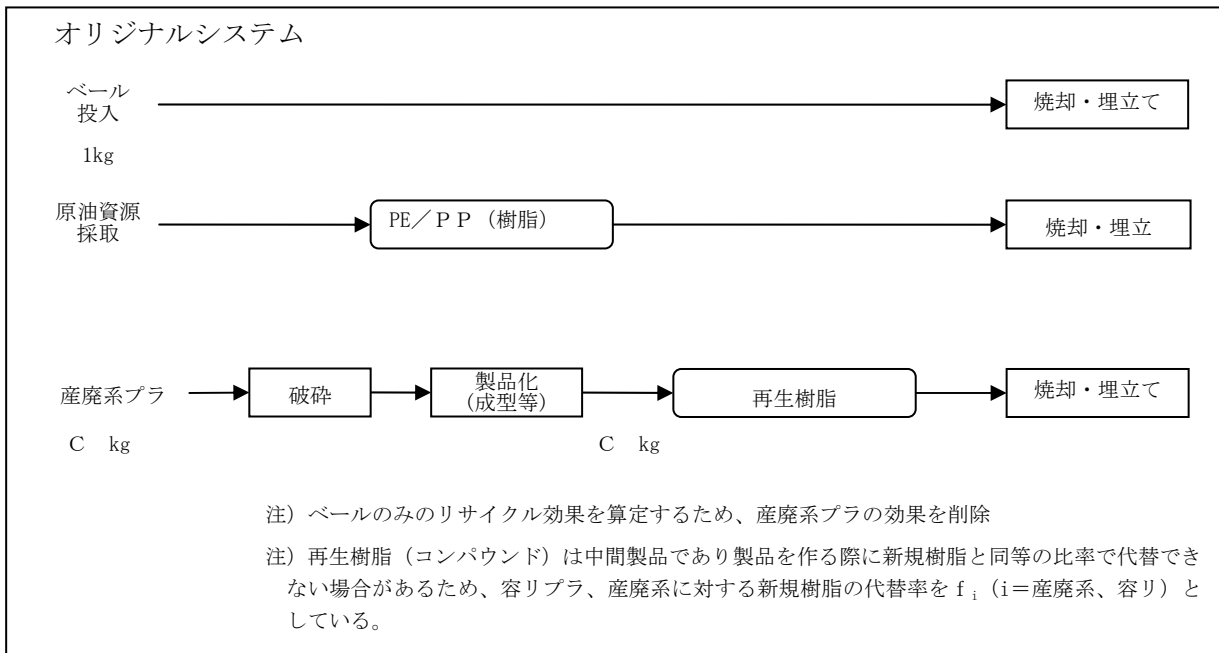 オリジナルシステム
ベール
投入
1kg
焼却・埋立て
原油資源
採取
PE／ＰＰ（樹脂）
焼却・埋立
産廃系プラ
破砕
製品化
(成型等)
再生樹脂
焼却・埋立て
Ｃ kg
Ｃ kg
注）ベールのみのリサイクル効果を算定するため、産廃系プラの効果を削除
注）再生樹脂（コンパウンド）は中間製品であり製品を作る際に新規樹脂と同等の比率で代替でき
ない場合があるため、容リプラ、産廃系に対する新規樹脂の代替率をｆi（i＝産廃系、容リ）と
している。